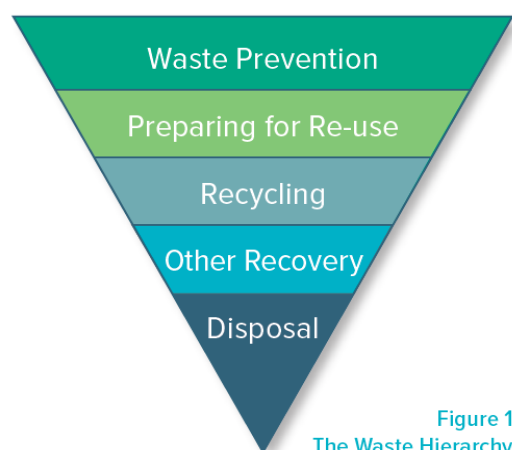 Waste Prevention
Preparing for Re-use
Recycling
Other Recovery
Disposal
Figure 1
The Waste Hierarchy